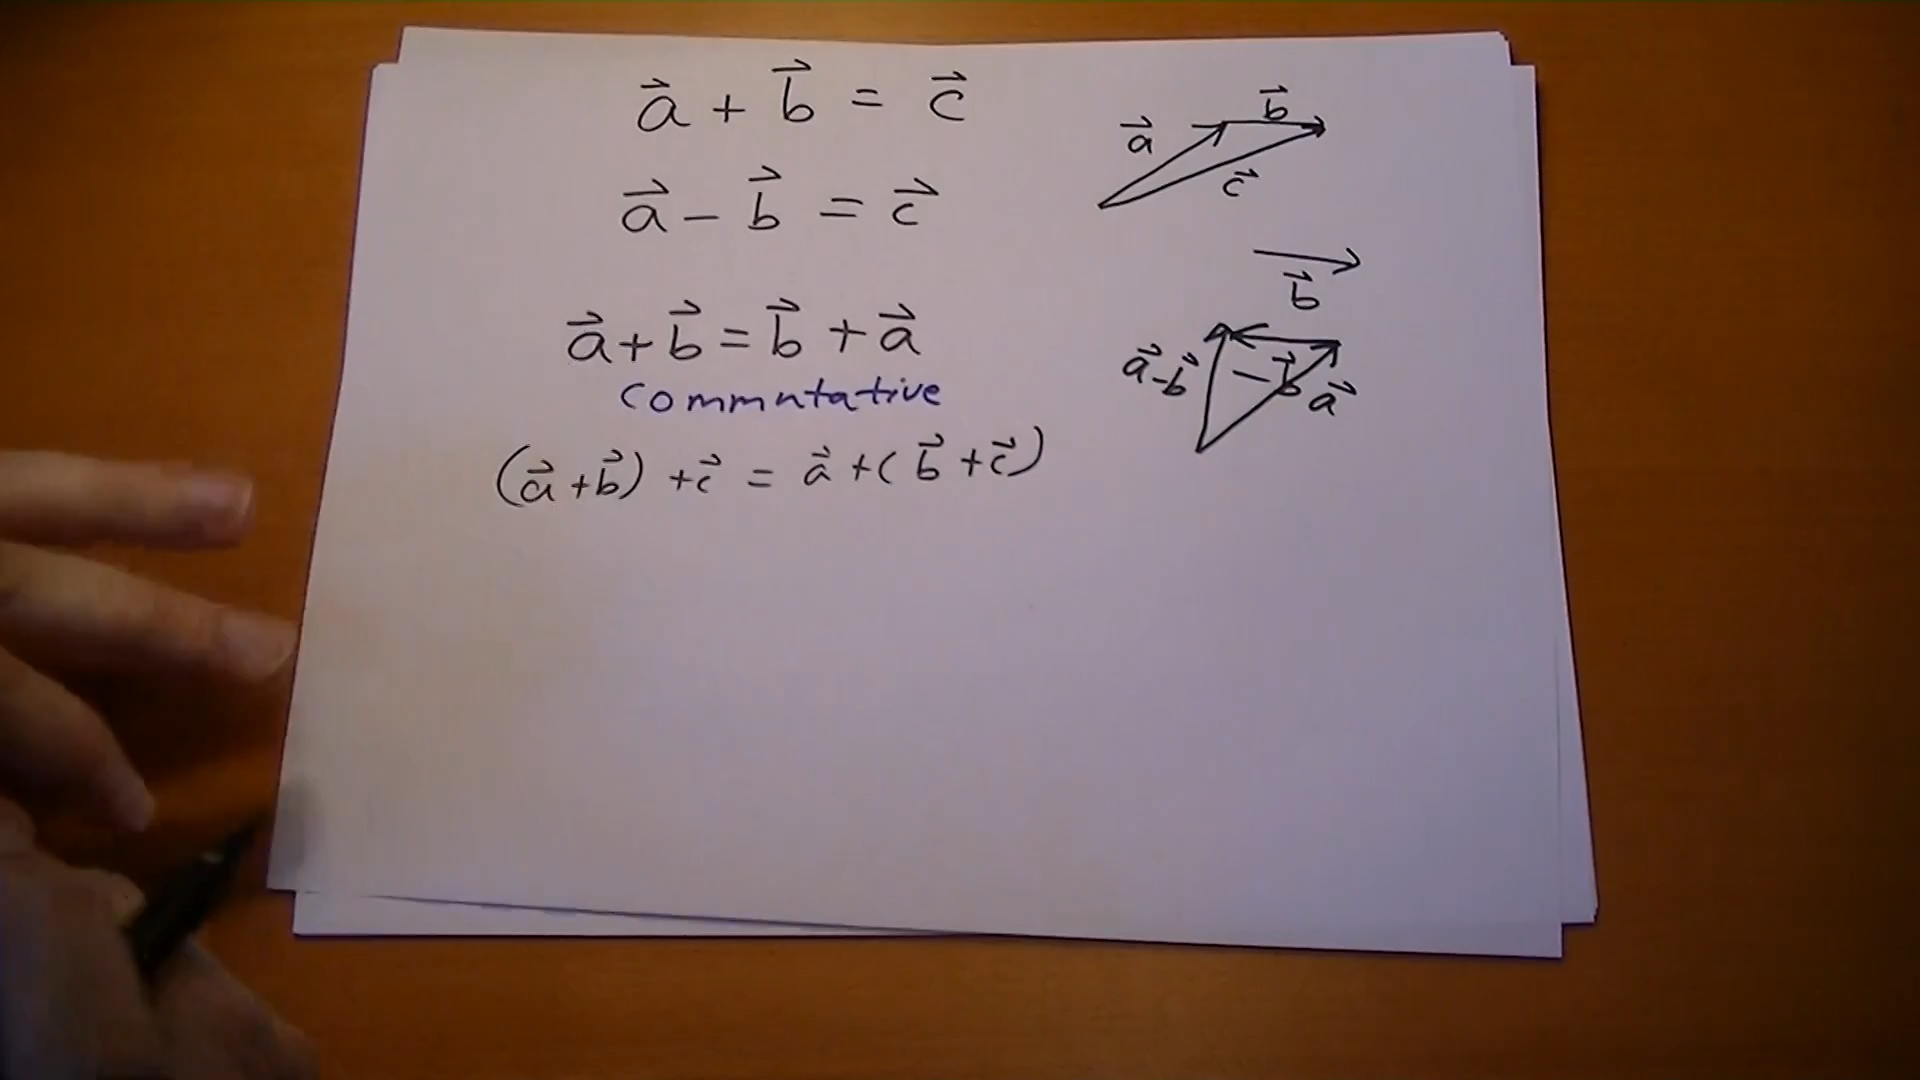 a⃗ + b⃗ = c⃗
a⃗ − b⃗ = c⃗
a⃗ + b⃗ = b⃗ + a⃗
commutative
(a⃗ + b⃗) + c⃗ = a⃗ + (b⃗ + c⃗)
a⃗
b⃗
c⃗
b⃗
a⃗ - b⃗
− b⃗
a⃗